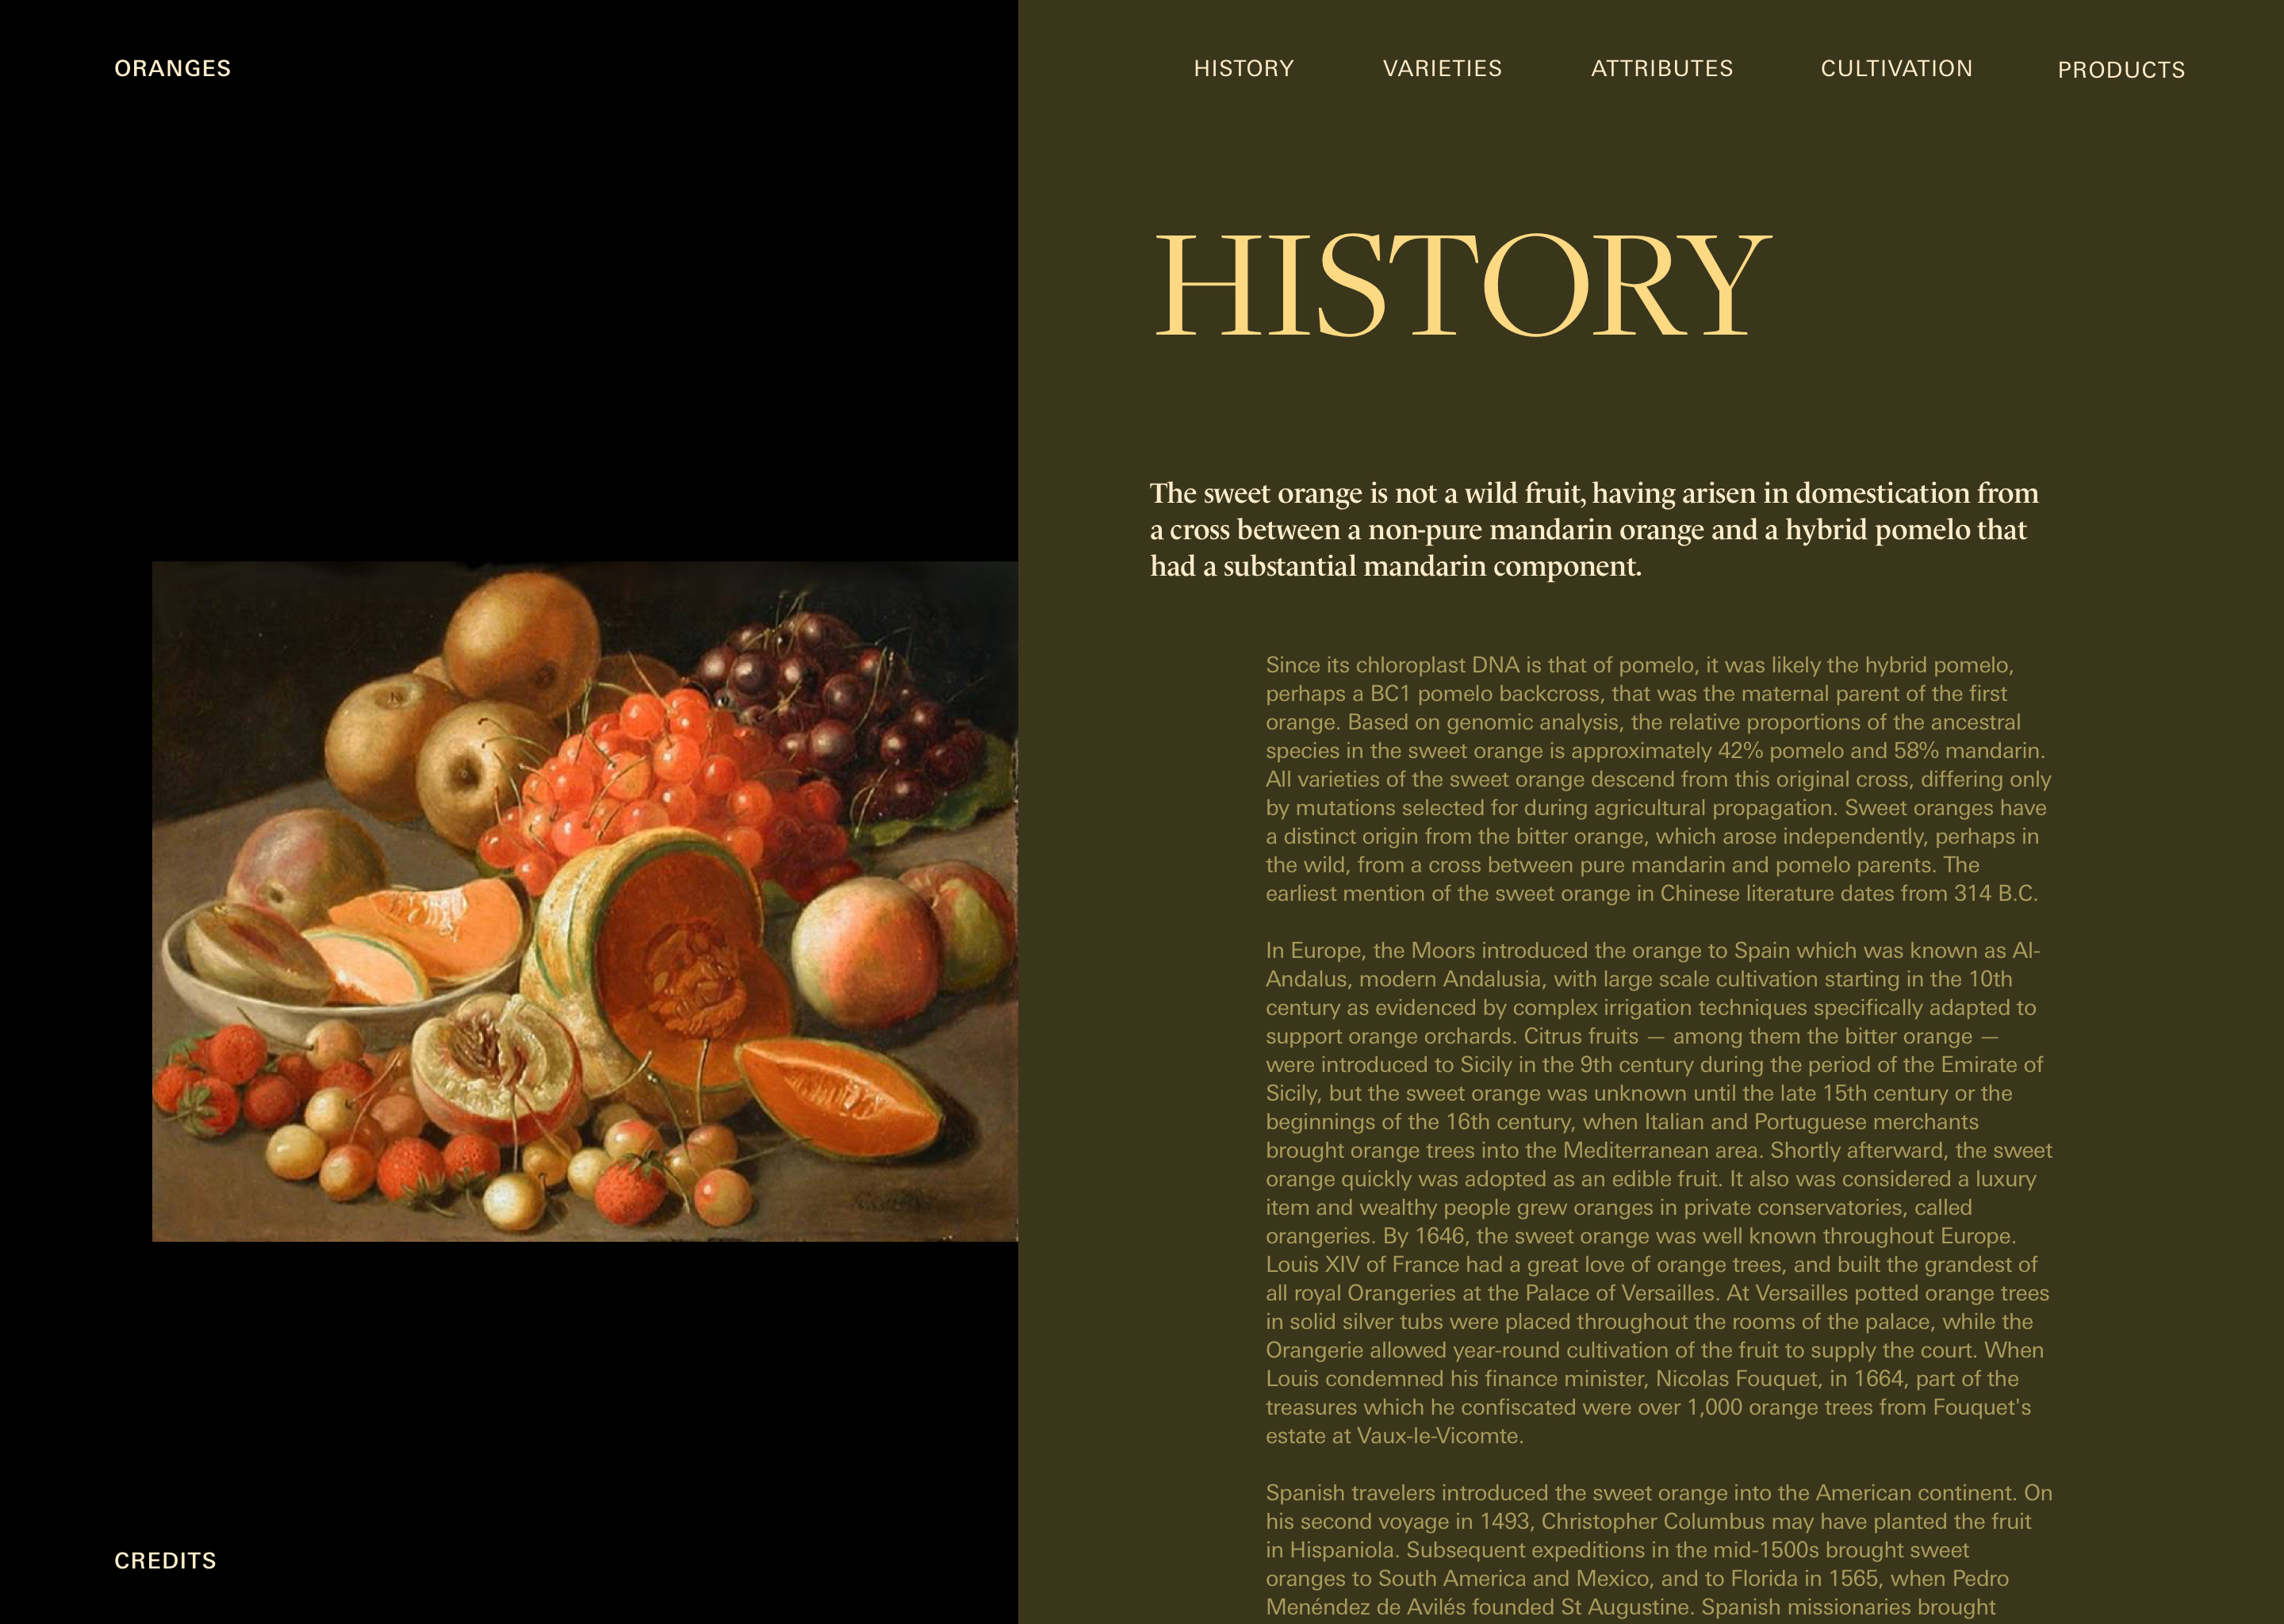 ORANGES
HISTORY VARIETIES ATTRIBUTES CULTIVATION PRODUCTS
HISTORY
The sweet orange is not a wild fruit, having arisen in domestication from
a cross between a non-pure mandarin orange and a hybrid pomelo that
had a substantial mandarin component.
Since its chloroplast DNA is that of pomelo, it was likely the hybrid pomelo,
perhaps a BC1 pomelo backcross, that was the maternal parent of the first
orange. Based on genomic analysis, the relative proportions of the ancestral
species in the sweet orange is approximately 42% pomelo and 58% mandarin.
All varieties of the sweet orange descend from this original cross, differing only
by mutations selected for during agricultural propagation. Sweet oranges have
a distinct origin from the bitter orange, which arose independently, perhaps in
the wild, from a cross between pure mandarin and pomelo parents. The
earliest mention of the sweet orange in Chinese literature dates from 314 B.C.
In Europe, the Moors introduced the orange to Spain which was known as Al-
Andalus, modern Andalusia, with large scale cultivation starting in the 10th
century as evidenced by complex irrigation techniques specifically adapted to
support orange orchards. Citrus fruits — among them the bitter orange —
were introduced to Sicily in the 9th century during the period of the Emirate of
Sicily, but the sweet orange was unknown until the late 15th century or the
beginnings of the 16th century, when Italian and Portuguese merchants
brought orange trees into the Mediterranean area. Shortly afterward, the sweet
orange quickly was adopted as an edible fruit. It also was considered a luxury
item and wealthy people grew oranges in private conservatories, called
orangeries. By 1646, the sweet orange was well known throughout Europe.
Louis XIV of France had a great love of orange trees, and built the grandest of
all royal Orangeries at the Palace of Versailles. At Versailles potted orange trees
in solid silver tubs were placed throughout the rooms of the palace, while the
Orangerie allowed year-round cultivation of the fruit to supply the court. When
Louis condemned his finance minister, Nicolas Fouquet, in 1664, part of the
treasures which he confiscated were over 1,000 orange trees from Fouquet's
estate at Vaux-le-Vicomte.
Spanish travelers introduced the sweet orange into the American continent. On
his second voyage in 1493, Christopher Columbus may have planted the fruit
in Hispaniola. Subsequent expeditions in the mid-1500s brought sweet
oranges to South America and Mexico, and to Florida in 1565, when Pedro
Menéndez de Avilés founded St Augustine. Spanish missionaries brought
CREDITS